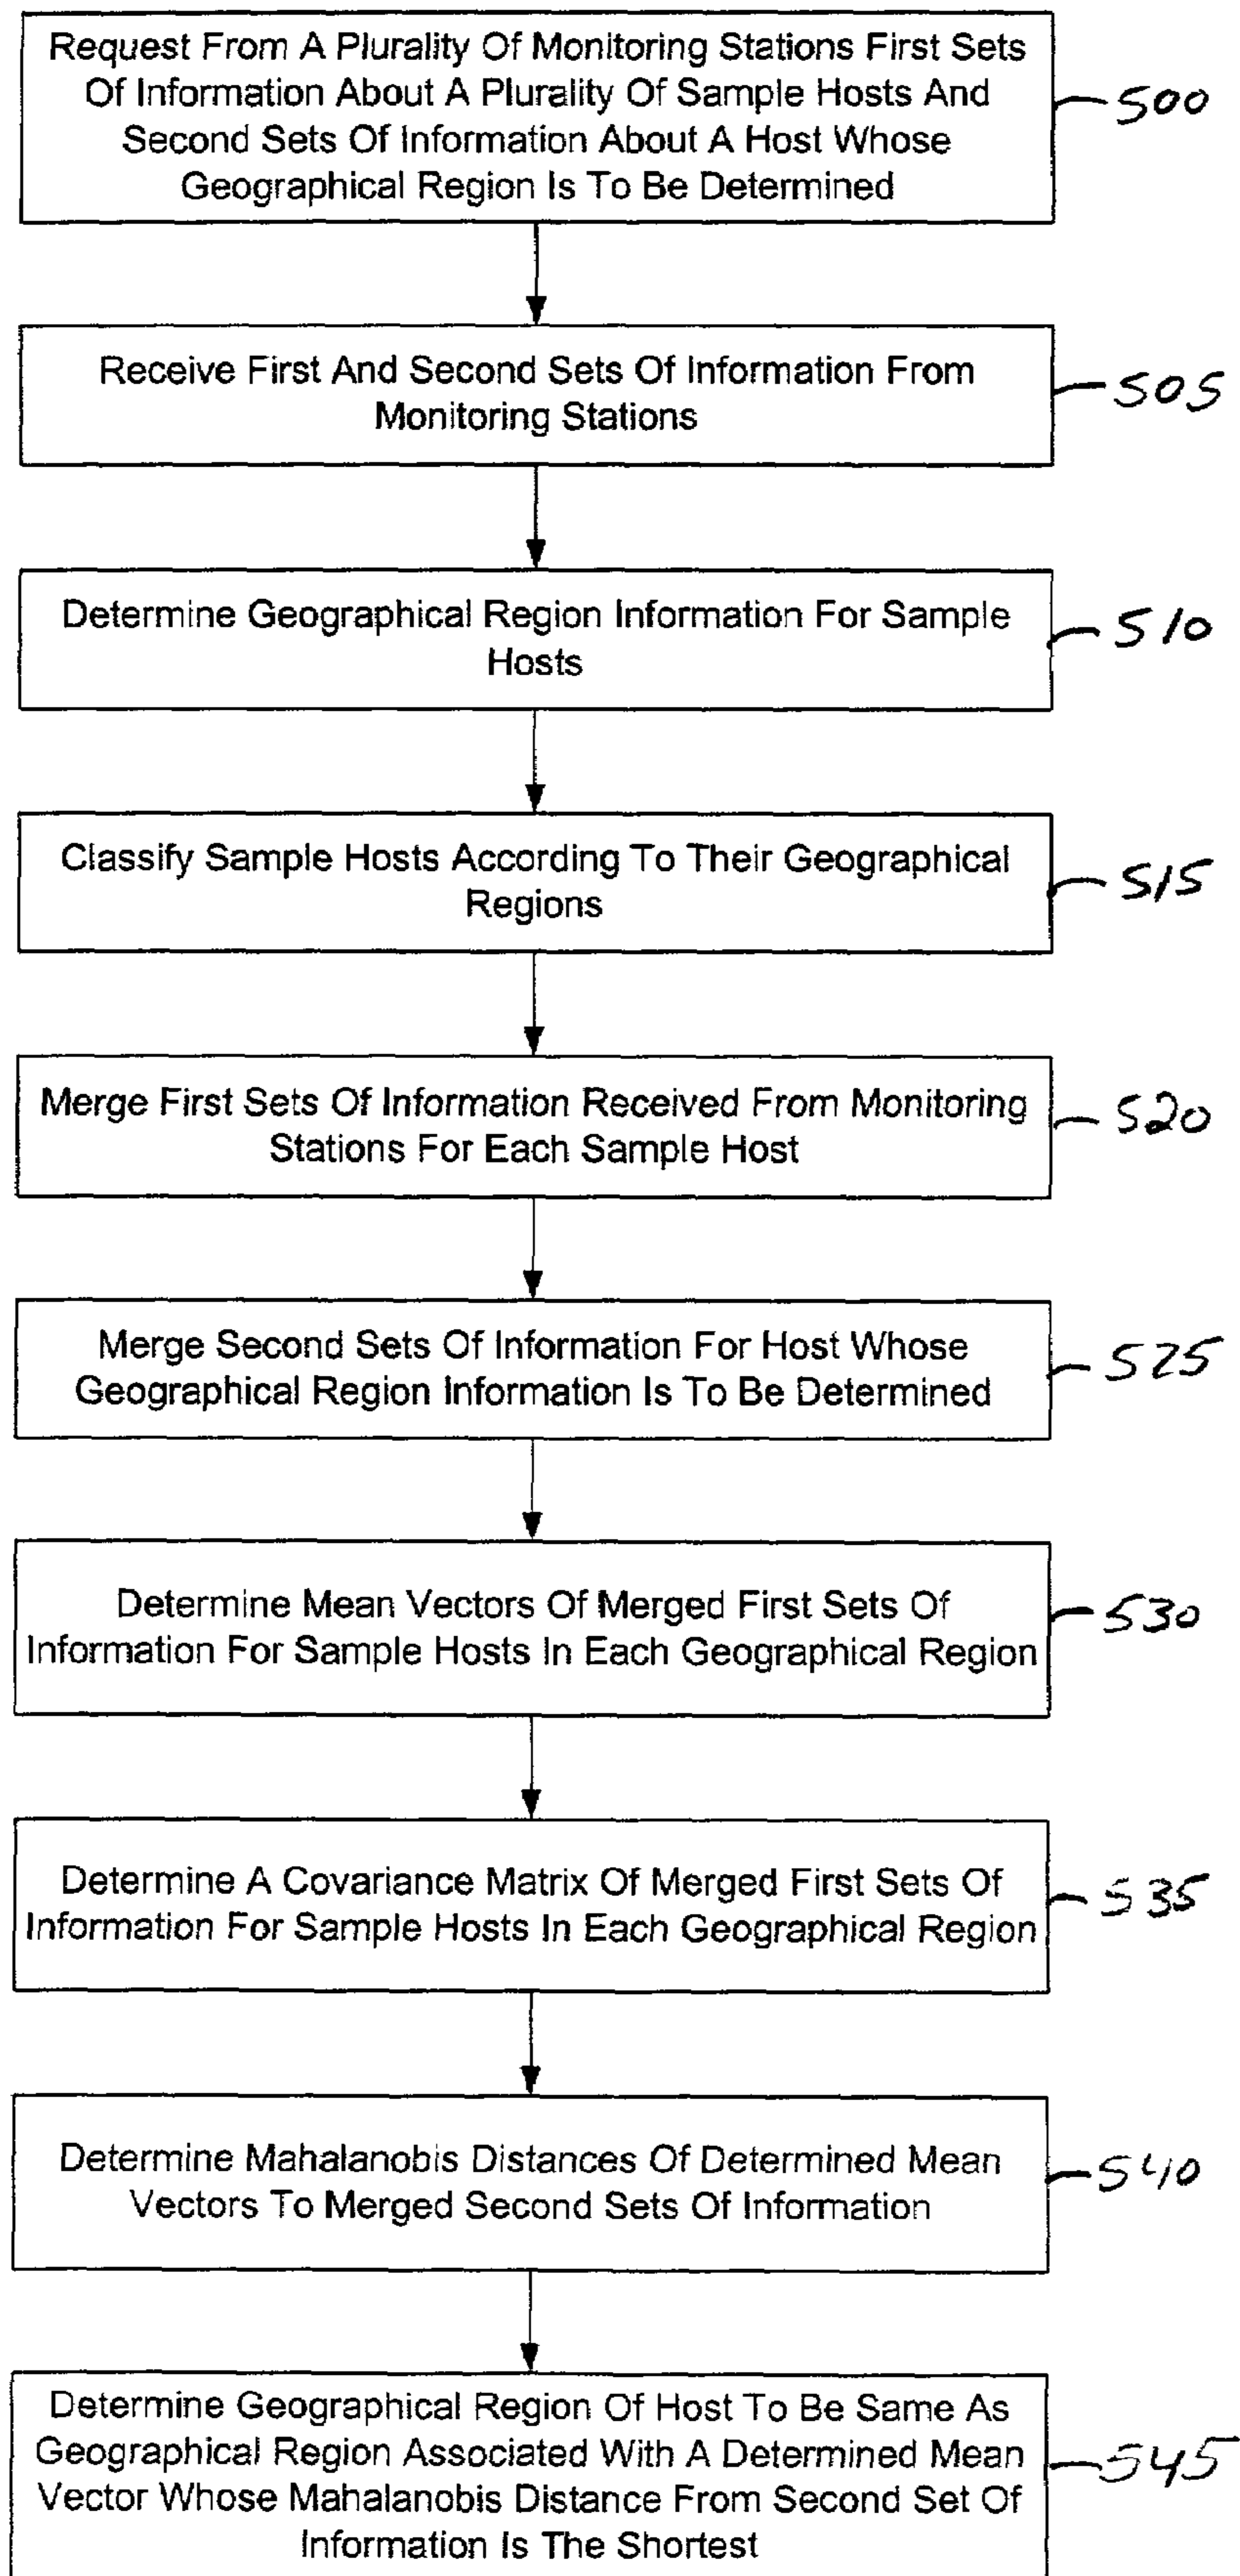 Request From A Plurality Of Monitoring Stations First Sets
Of Information About A Plurality Of Sample Hosts And
Second Sets Of Information About A Host Whose
Geographical Region Is To Be Determined
500
Receive First And Second Sets Of Information From
Monitoring Stations
505
Determine Geographical Region Information For Sample
Hosts
510
Classify Sample Hosts According To Their Geographical
Regions
515
Merge First Sets Of Information Received From Monitoring
Stations For Each Sample Host
520
Merge Second Sets Of Information For Host Whose
Geographical Region Information Is To Be Determined
525
Determine Mean Vectors Of Merged First Sets Of
Information For Sample Hosts In Each Geographical Region
530
Determine A Covariance Matrix Of Merged First Sets Of
Information For Sample Hosts In Each Geographical Region
535
Determine Mahalanobis Distances Of Determined Mean
Vectors To Merged Second Sets Of Information
540
Determine Geographical Region Of Host To Be Same As
Geographical Region Associated With A Determined Mean
Vector Whose Mahalanobis Distance From Second Set Of
Information Is The Shortest
545